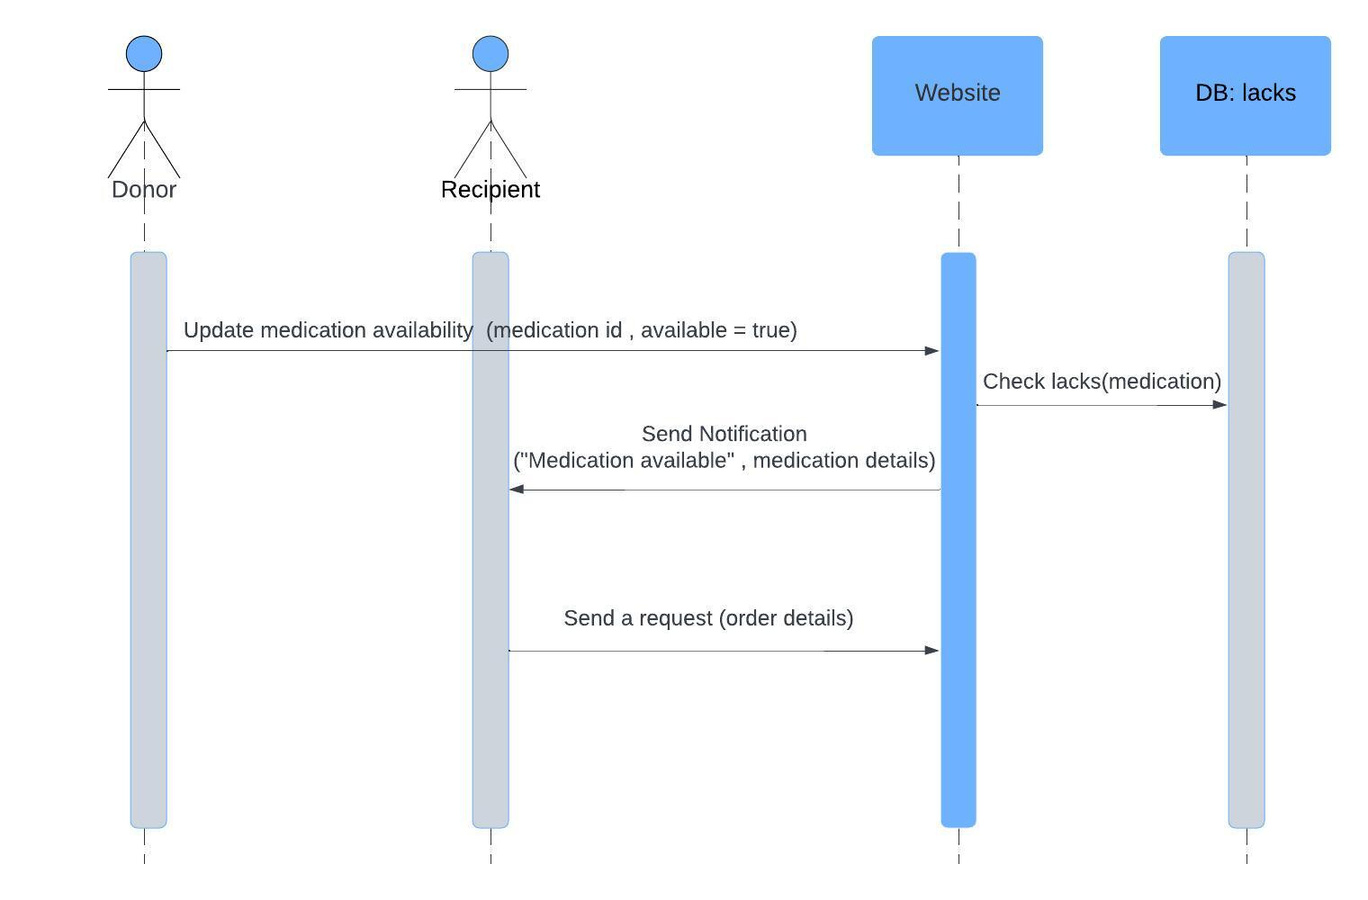 Donor
Recipient
Website
DB: lacks
Update medication availability  (medication id , available = true)
Check lacks(medication)
Send Notification
("Medication available" , medication details)
Send a request (order details)